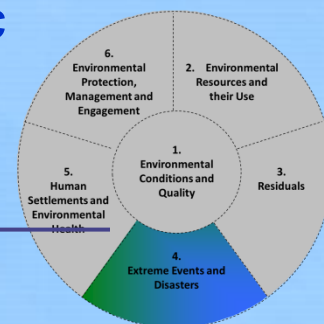 C
6.
Environmental
Protection,
Management and
Engagement
2. Environmental
Resources and
their Use
1.
Environmental
Conditions and
Quality
3.
Residuals
5.
Human
Settlements and
Environmental
Health
4.
Extreme Events and
Disasters